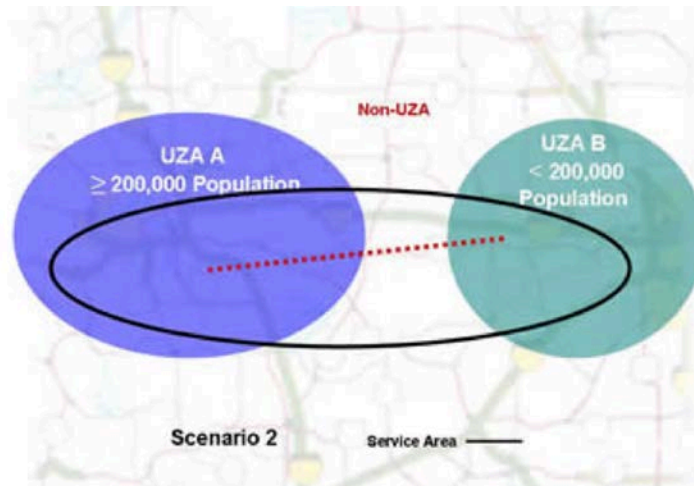 Non-UZA
UZA A
≥ 200,000 Population
UZA B
< 200,000
Population
Scenario 2
Service Area